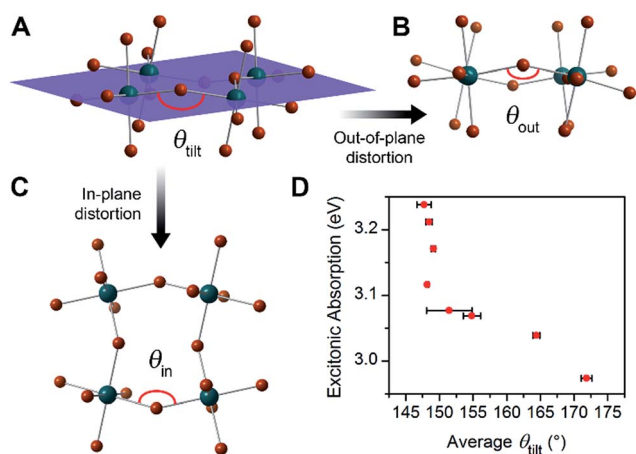 A
θtilt
Out-of-plane
distortion
B
θout
In-plane
distortion
C
θin
D
Excitonic Absorption (eV)
3.2
3.1
3.0
145 150 155 160 165 170 175
Average θtilt (°)